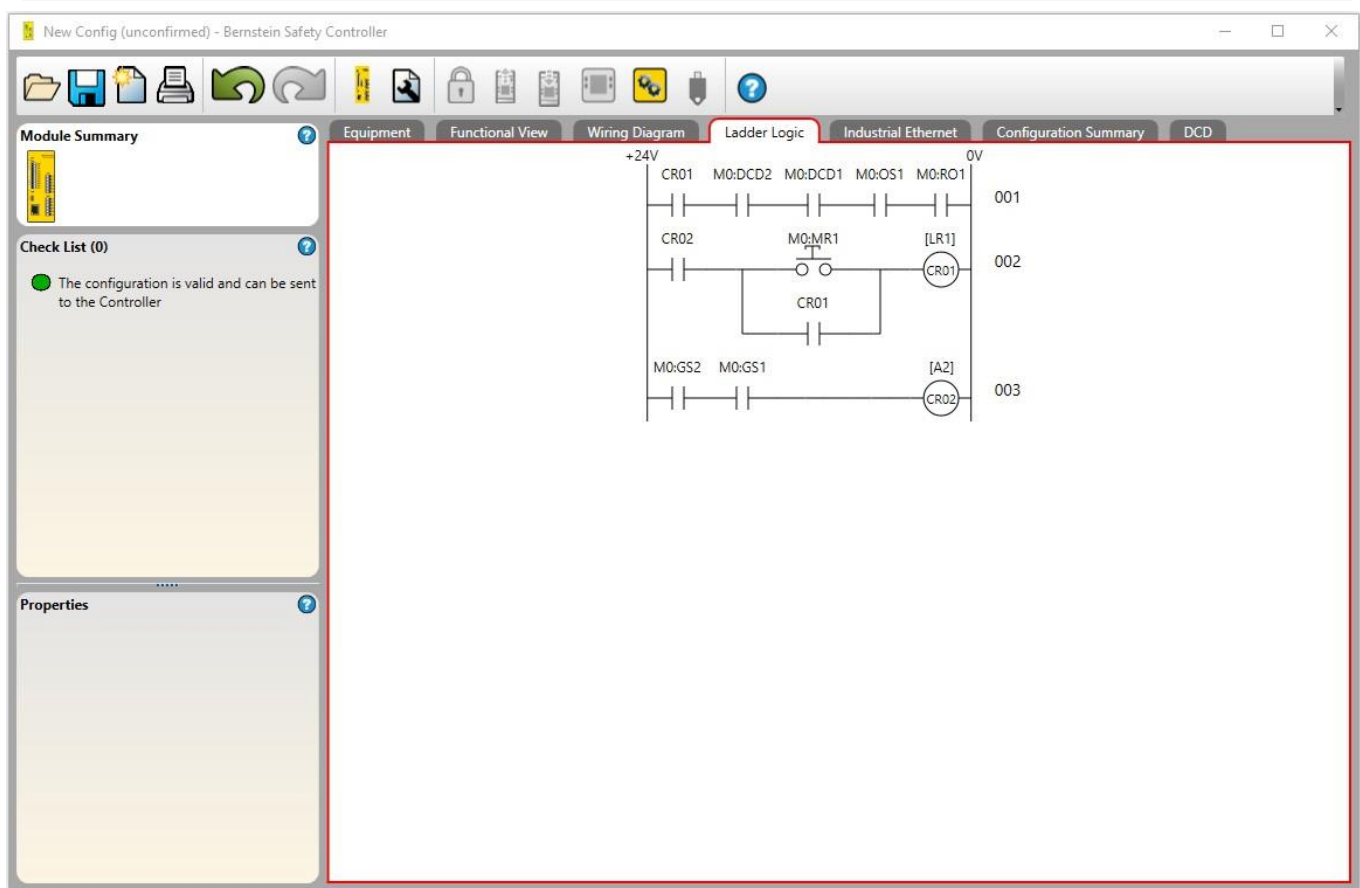 New Config (unconfirmed) - Bernstein Safety Controller
Module Summary
Equipment Functional View Wiring Diagram Ladder Logic Industrial Ethernet Configuration Summary DCD
Check List (0)
The configuration is valid and can be sent
to the Controller
Properties
+24V 0V
CR01 M0:DCD2 M0:DCD1 M0:OS1 M0:RO1
001
CR02 M0:MR1 [LR1]
CR01 002
CR01
M0:GS2 M0:GS1 [A2]
CR02 003